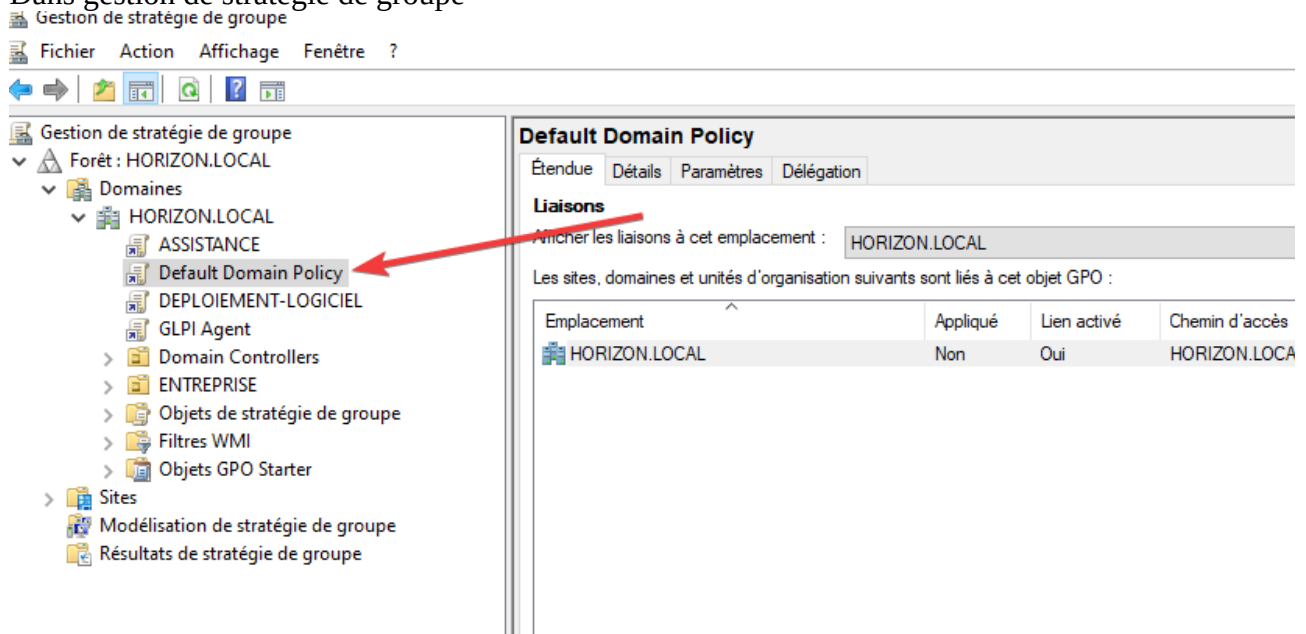 Dans gestion de stratégie de groupe
Gestion de stratégie de groupe
Fichier Action Affichage Fenêtre ?
Gestion de stratégie de groupe
Forêt : HORIZON.LOCAL
Domaines
HORIZON.LOCAL
ASSISTANCE
Default Domain Policy
DEPLOIEMENT-LOGICIEL
GLPI Agent
Domain Controllers
ENTREPRISE
Objets de stratégie de groupe
Filtres WMI
Objets GPO Starter
Sites
Modélisation de stratégie de groupe
Résultats de stratégie de groupe
Default Domain Policy
Étendue Détails Paramètres Délégation
Liaisons
Afficher les liaisons à cet emplacement : HORIZON.LOCAL
Les sites, domaines et unités d'organisation suivants sont liés à cet objet GPO :
Emplacement Appliqué Lien activé Chemin d'accès
HORIZON.LOCAL Non Oui HORIZON.LOCA